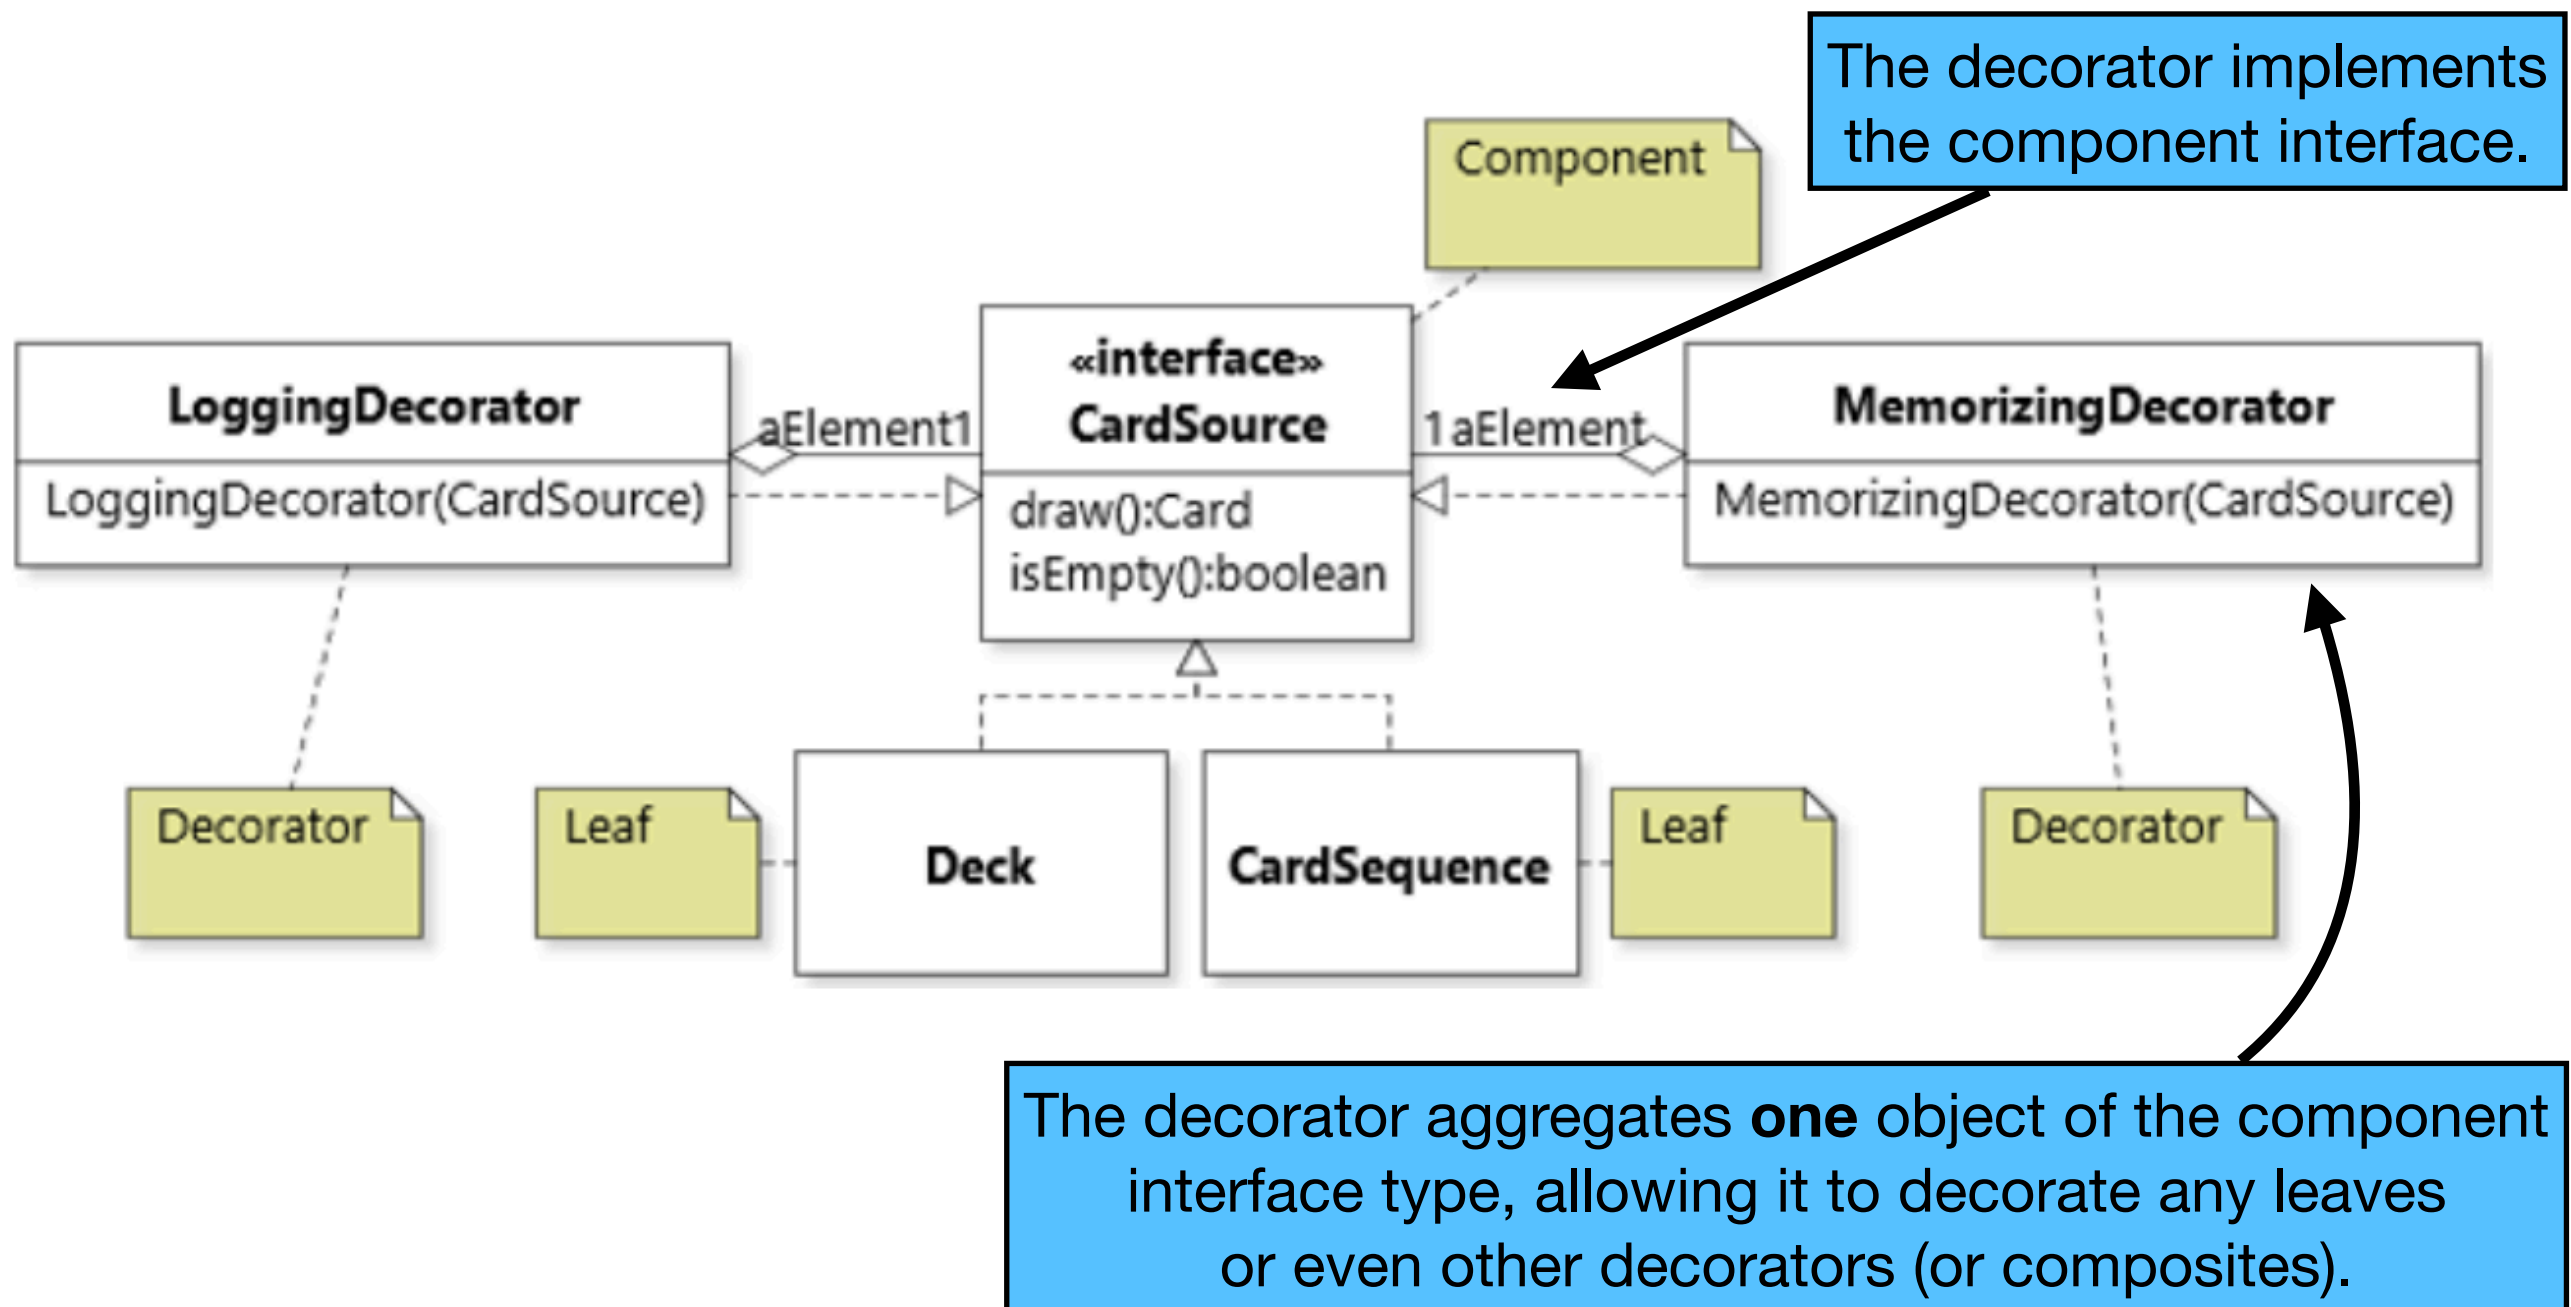 The decorator implements
the component interface.
Component
«interface»
CardSource
draw():Card
isEmpty():boolean
LoggingDecorator
LoggingDecorator(CardSource)
aElement1
1aElement
MemorizingDecorator
MemorizingDecorator(CardSource)
Decorator
Leaf
Deck
CardSequence
Leaf
Decorator
The decorator aggregates one object of the component
interface type, allowing it to decorate any leaves
or even other decorators (or composites).